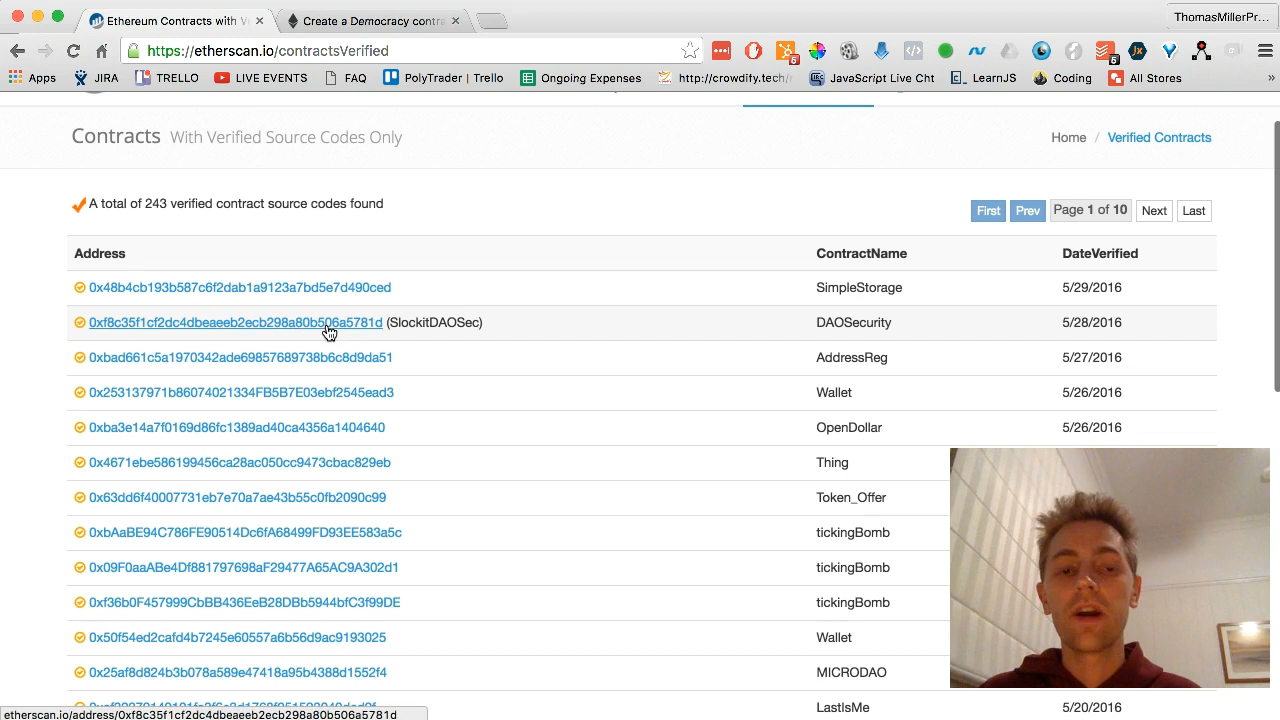 Ethereum Contracts with V
Create a Democracy contra
ThomasMillerPr...
https://etherscan.io/contractsVerified
Apps JIRA TRELLO LIVE EVENTS FAQ PolyTrader | Trello Ongoing Expenses http://crowdify.tech/ JavaScript Live Cht LearnJS Coding All Stores »
Contracts With Verified Source Codes Only
Home / Verified Contracts
A total of 243 verified contract source codes found
First Prev Page 1 of 10 Next Last
Address ContractName DateVerified
0x48b4cb193b587c6f2dab1a9123a7bd5e7d490ced SimpleStorage 5/29/2016
0xf8c35f1cf2dc4dbeaeeb2ecb298a80b506a5781d (SlockitDAOSec) DAOSecurity 5/28/2016
0xbad661c5a1970342ade69857689738b6c8d9da51 AddressReg 5/27/2016
0x253137971b86074021334FB5B7E03ebf2545ead3 Wallet 5/26/2016
0xba3e14a7f0169d86fc1389ad40ca4356a1404640 OpenDollar 5/26/2016
0x4671ebe586199456ca28ac050cc9473cbac829eb Thing
0x63dd6f40007731eb7e70a7ae43b55c0fb2090c99 Token_Offer
0xbAaBE94C786FE90514Dc6fA68499FD93EE583a5c tickingBomb
0x09F0aaABe4Df881797698aF29477A65AC9A302d1 tickingBomb
0xf36b0F457999CbBB436EeB28DBb5944bfC3f99DE tickingBomb
0x50f54ed2cafd4b7245e60557a6b56d9ac9193025 Wallet
0x25af8d824b3b078a589e47418a95b4388d1552f4 MICRODAO
LastIsMe 5/20/2016
etherscan.io/address/0xf8c35f1cf2dc4dbeaeeb2ecb298a80b506a5781d